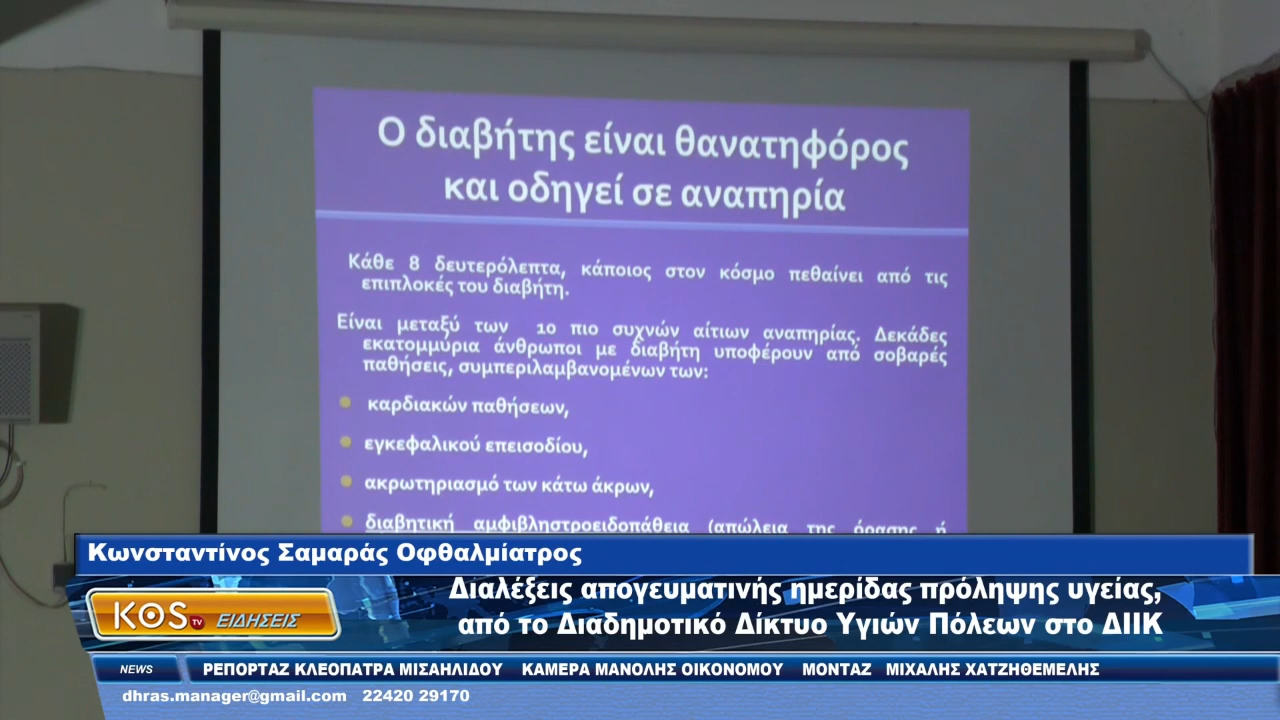 Ο διαβήτης είναι θανατηφόρος
και οδηγεί σε αναπηρία
Κάθε 8 δευτερόλεπτα, κάποιος στον κόσμο πεθαίνει από τις
επιπλοκές του διαβήτη.
Είναι μεταξύ των 10 πιο συχνών αίτιων αναπηρίας. Δεκάδες
εκατομμύρια άνθρωποι με διαβήτη υποφέρουν από σοβαρές
παθήσεις, συμπεριλαμβανομένων των:
καρδιακών παθήσεων,
εγκεφαλικού επεισοδίου,
ακρωτηριασμό των κάτω άκρων,
διαβητική αμφιβληστροειδοπάθεια (απώλεια της όρασης ή
Κωνσταντίνος Σαμαράς Οφθαλμίατρος
Διαλέξεις απογευματινής ημερίδας πρόληψης υγείας,
από το Διαδημοτικό Δίκτυο Υγιών Πόλεων στο ΔΙΙΚ
KOS TV ΕΙΔΗΣΕΙΣ
NEWS ΡΕΠΟΡΤΑΖ ΚΛΕΟΠΑΤΡΑ ΜΙΣΑΗΛΙΔΟΥ ΚΑΜΕΡΑ ΜΑΝΟΛΗΣ ΟΙΚΟΝΟΜΟΥ ΜΟΝΤΑΖ ΜΙΧΑΛΗΣ ΧΑΤΖΗΘΕΜΕΛΗΣ
dhras.manager@gmail.com 22420 29170